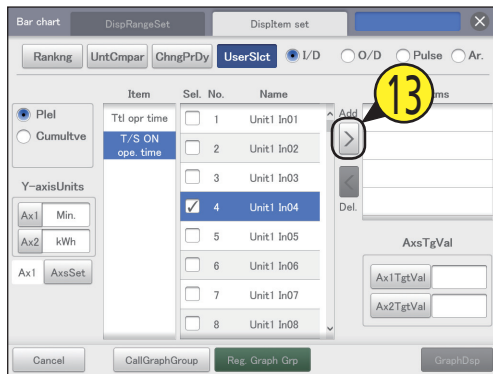 Bar chart DispRangeSet DispItem set
Rankng UntCmpar ChngPrDy UserSlct I/D O/D Pulse Ar.
Item Sel. No. Name Add
Plel
Cumultve
Ttl opr time
T/S ON
ope. time
1 Unit1 In01
2 Unit1 In02
3 Unit1 In03
4 Unit1 In04
5 Unit1 In05
6 Unit1 In06
7 Unit1 In07
8 Unit1 In08
13
>
<
Del.
Y-axisUnits
Ax1 Min.
Ax2 kWh
Ax1 AxsSet
AxsTgVal
Ax1TgtVal
Ax2TgtVal
Cancel CallGraphGroup Reg. Graph Grp GraphDsp